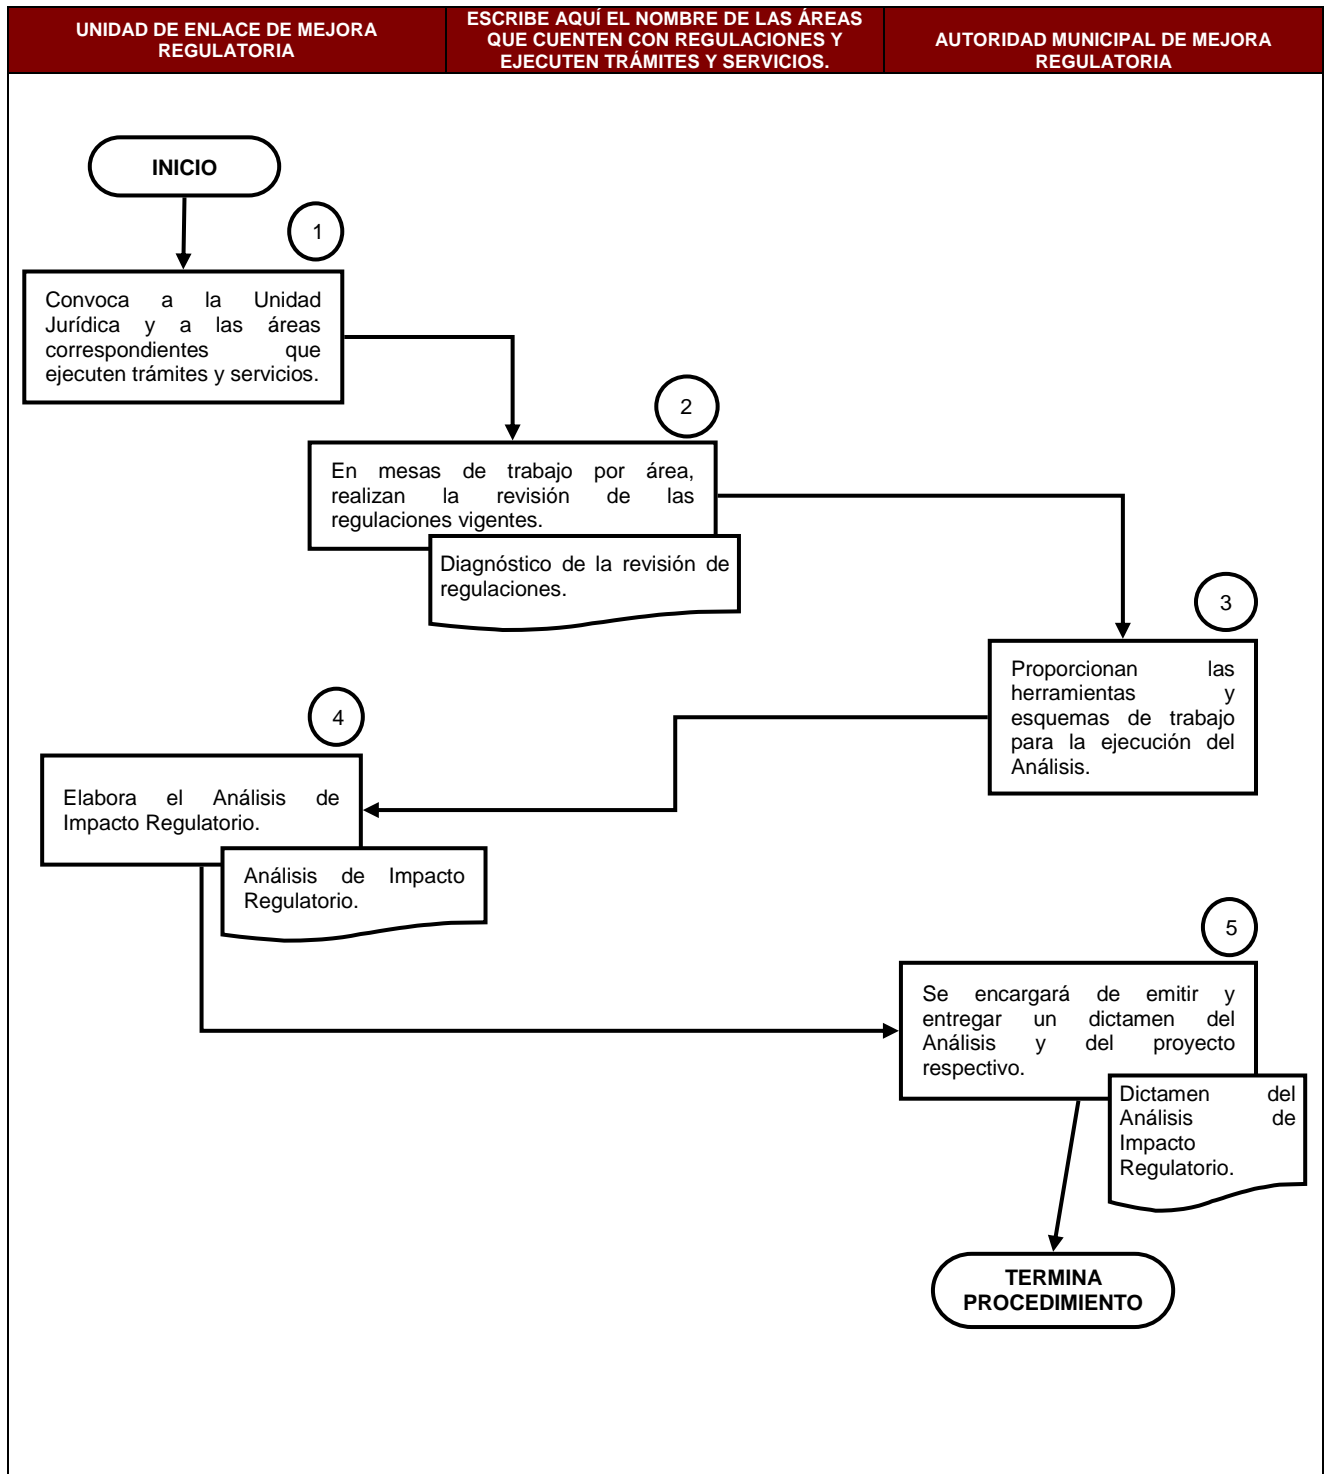 UNIDAD DE ENLACE DE MEJORA
REGULATORIA
ESCRIBE AQUÍ EL NOMBRE DE LAS ÁREAS
QUE CUENTEN CON REGULACIONES Y
EJECUTEN TRÁMITES Y SERVICIOS.
AUTORIDAD MUNICIPAL DE MEJORA
REGULATORIA
INICIO
1
Convoca a la Unidad
Jurídica y a las áreas
correspondientes que
ejecuten trámites y servicios.
2
En mesas de trabajo por área,
realizan la revisión de las
regulaciones vigentes.
Diagnóstico de la revisión de
regulaciones.
3
Proporcionan las
herramientas y
esquemas de trabajo
para la ejecución del
Análisis.
4
Elabora el Análisis de
Impacto Regulatorio.
Análisis de Impacto
Regulatorio.
5
Se encargará de emitir y
entregar un dictamen del
Análisis y del proyecto
respectivo.
Dictamen del
Análisis de
Impacto
Regulatorio.
TERMINA
PROCEDIMIENTO